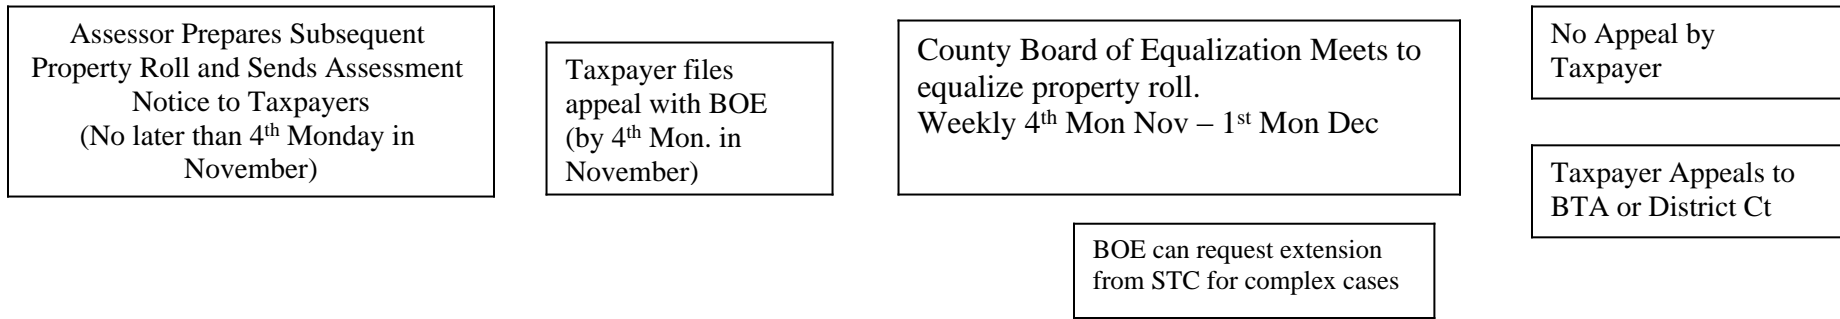 Assessor Prepares Subsequent
Property Roll and Sends Assessment
Notice to Taxpayers
(No later than 4th Monday in
November)
Taxpayer files
appeal with BOE
(by 4th Mon. in
November)
County Board of Equalization Meets to
equalize property roll.
Weekly 4th Mon Nov – 1st Mon Dec
BOE can request extension
from STC for complex cases
No Appeal by
Taxpayer
Taxpayer Appeals to
BTA or District Ct